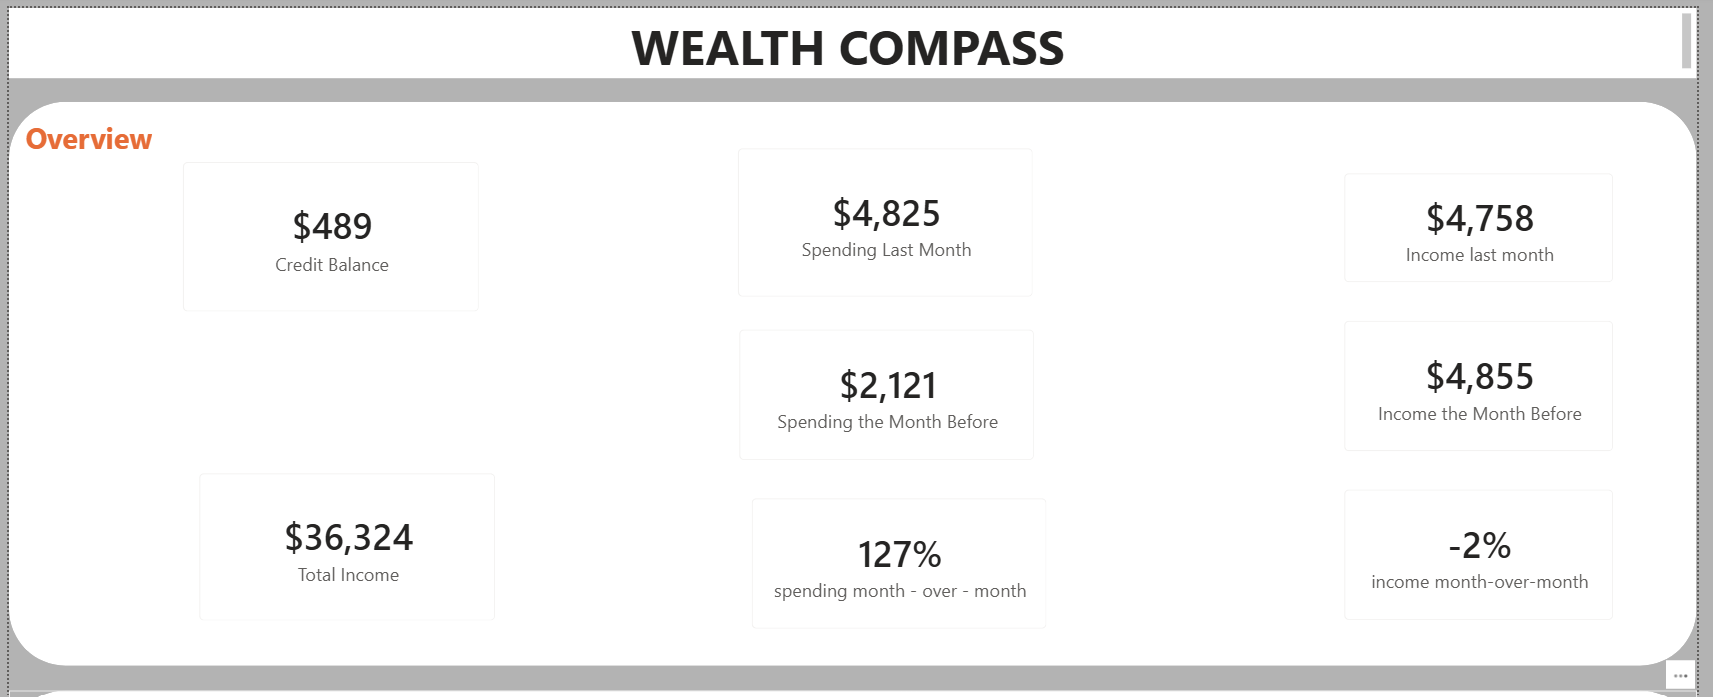 WEALTH COMPASS
Overview
$489
Credit Balance
$4,825
Spending Last Month
$4,758
Income last month
$2,121
Spending the Month Before
$4,855
Income the Month Before
$36,324
Total Income
127%
spending month - over - month
-2%
income month-over-month